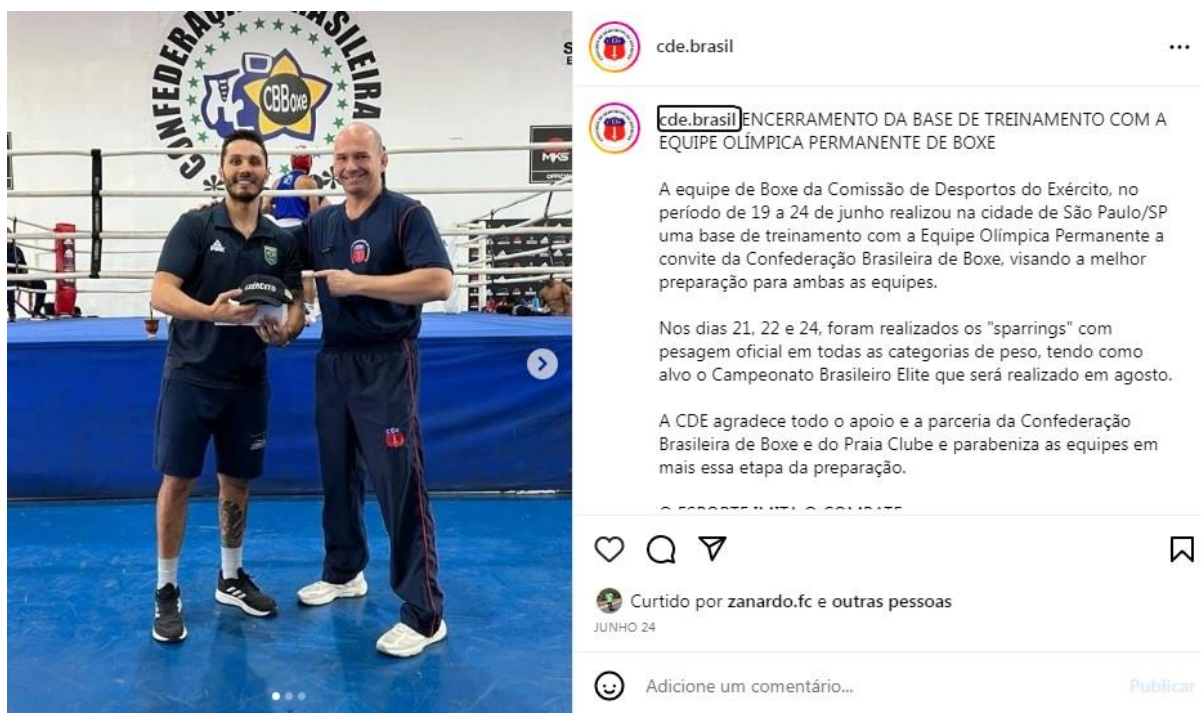 CONFEDERAÇÃO BRASILEIRA
CBBoxe
MKS
EXÉRCITO
cde.brasil
cde.brasil ENCERRAMENTO DA BASE DE TREINAMENTO COM A
EQUIPE OLÍMPICA PERMANENTE DE BOXE
A equipe de Boxe da Comissão de Desportos do Exército, no
período de 19 a 24 de junho realizou na cidade de São Paulo/SP
uma base de treinamento com a Equipe Olímpica Permanente a
convite da Confederação Brasileira de Boxe, visando a melhor
preparação para ambas as equipes.
Nos dias 21, 22 e 24, foram realizados os "sparrings" com
pesagem oficial em todas as categorias de peso, tendo como
alvo o Campeonato Brasileiro Elite que será realizado em agosto.
A CDE agradece todo o apoio e a parceria da Confederação
Brasileira de Boxe e do Praia Clube e parabeniza as equipes em
mais essa etapa da preparação.
O ESPORTE IMITA O COMBATE
Curtido por zanardo.fc e outras pessoas
JUNHO 24
Adicione um comentário...
Publicar